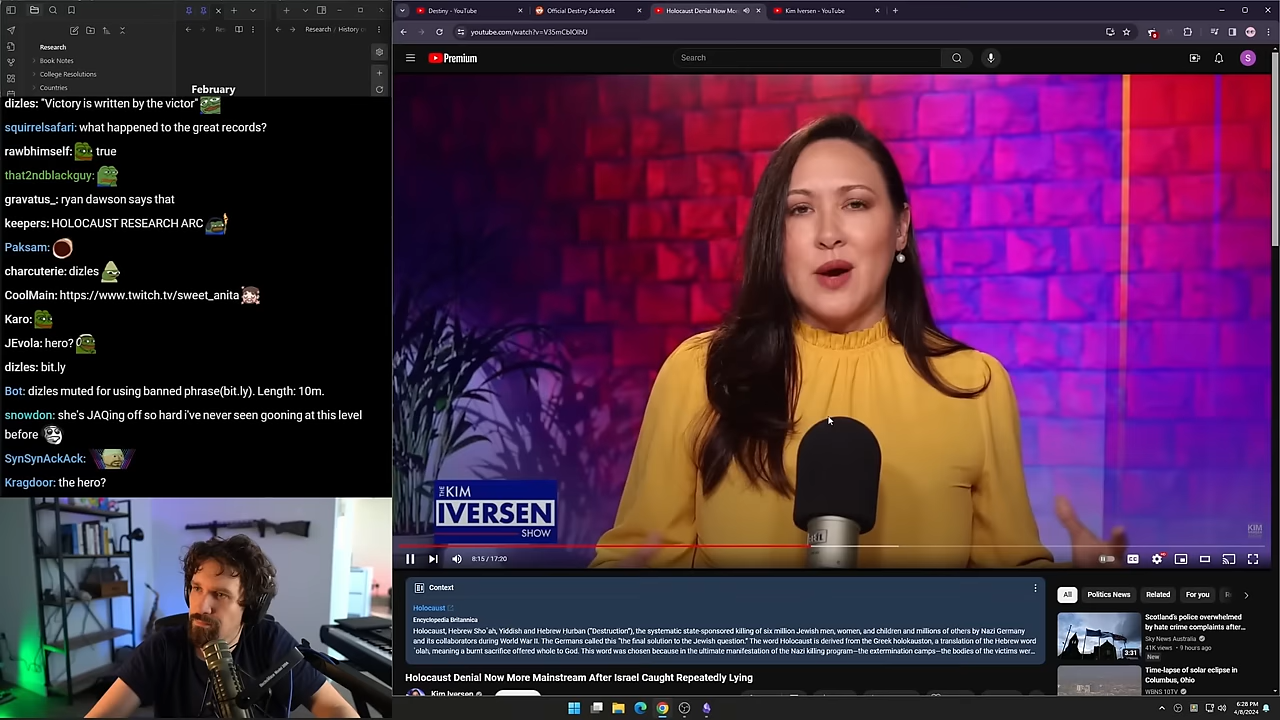 Destiny - YouTube
Official Destiny Subreddit
Holocaust Denial Now Mor
Kim Iversen - YouTube
youtube.com/watch?v=V35mCbIOlhU
Research / History
Research
Book Notes
College Resolutions
Countries
February
Premium
Search
S
dizles: "Victory is written by the victor"
squirrelsafari: what happened to the great records?
rawbhimself: true
that2ndblackguy:
gravatus_: ryan dawson says that
keepers: HOLOCAUST RESEARCH ARC
Paksam:
charcuterie: dizles
CoolMain: https://www.twitch.tv/sweet_anita
Karo:
JEvola: hero?
dizles: bit.ly
Bot: dizles muted for using banned phrase(bit.ly). Length: 10m.
snowdon: she's JAQing off so hard i've never seen gooning at this level
before
SynSynAckAck:
Kragdoor: the hero?
THE KIM
IVERSEN
SHOW
KIM
8:15 / 17:20
Context
Holocaust
Encyclopedia Britannica
Holocaust, Hebrew Shoʾah, Yiddish and Hebrew Hurban ("Destruction"), the systematic state-sponsored killing of six million Jewish men, women, and children and millions of others by Nazi Germany
and its collaborators during World War II. The Germans called this "the final solution to the Jewish question." The word Holocaust is derived from the Greek holokauston, a translation of the Hebrew word
ʿolah, meaning a burnt sacrifice offered whole to God. This word was chosen because in the ultimate manifestation of the Nazi killing program—the extermination camps—the bodies of the victims wer...
Holocaust Denial Now More Mainstream After Israel Caught Repeatedly Lying
Kim Iversen
All
Politics News
Related
For you
Scotland's police overwhelmed
by hate crime complaints after...
Sky News Australia
41K views • 9 hours ago
New
3:31
Time-lapse of solar eclipse in
Columbus, Ohio
WBNS 10TV
6:28 PM
4/8/2024